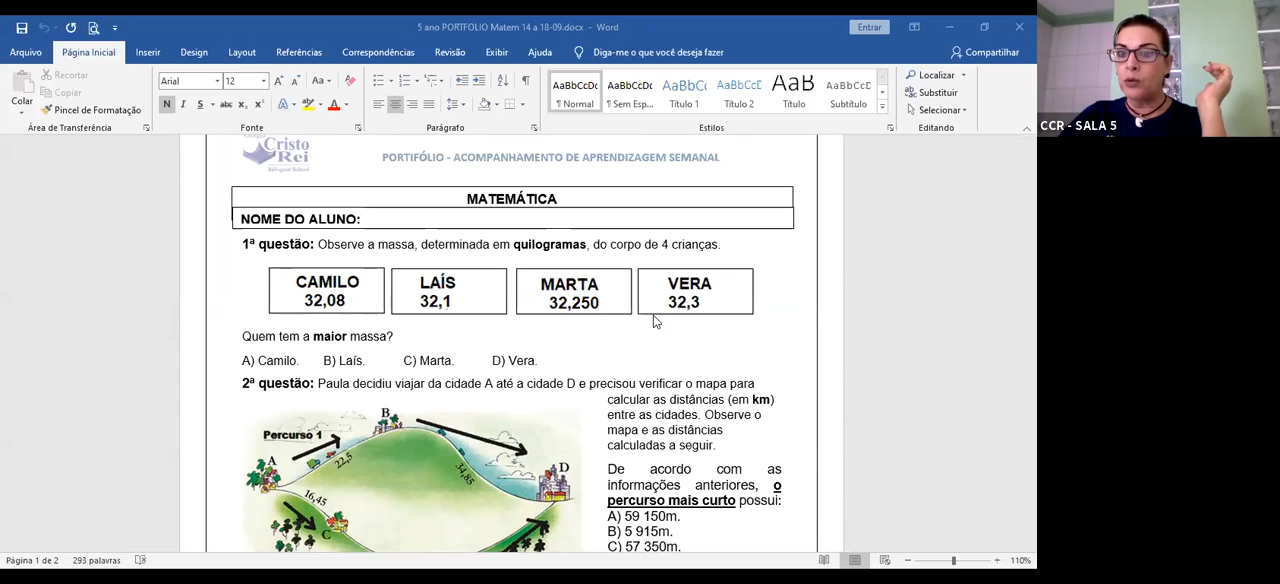 5 ano PORTFOLIO Matem 14 a 18-09.docx - Word
Entrar
Arquivo Página Inicial Inserir Design Layout Referências Correspondências Revisão Exibir Ajuda Diga-me o que você deseja fazer Compartilhar
Colar
Recortar
Copiar
Pincel de Formatação
Área de Transferência
Arial 12
Fonte
Parágrafo
AaBbCcDc AaBbCcDc AaBbC AaBbCcD AaB AaBbCcD
¶ Normal ¶ Sem Esp... Título 1 Título 2 Título Subtítulo
Estilos
Localizar
Substituir
Selecionar
Editando
CCR - SALA 5
Cristo
Rei
PORTIFÓLIO - ACOMPANHAMENTO DE APRENDIZAGEM SEMANAL
MATEMÁTICA
NOME DO ALUNO:
1ª questão: Observe a massa, determinada em quilogramas, do corpo de 4 crianças.
CAMILO
32,08
LAÍS
32,1
MARTA
32,250
VERA
32,3
Quem tem a maior massa?
A) Camilo. B) Laís. C) Marta. D) Vera.
2ª questão: Paula decidiu viajar da cidade A até a cidade D e precisou verificar o mapa para
calcular as distâncias (em km)
entre as cidades. Observe o
mapa e as distâncias
calculadas a seguir.
De acordo com as
informações anteriores, o
percurso mais curto possui:
A) 59 150m.
B) 5 915m.
C) 57 350m.
Percurso 1
A
B
C
D
22,5
34,85
16,45
Página 1 de 2 293 palavras
110%